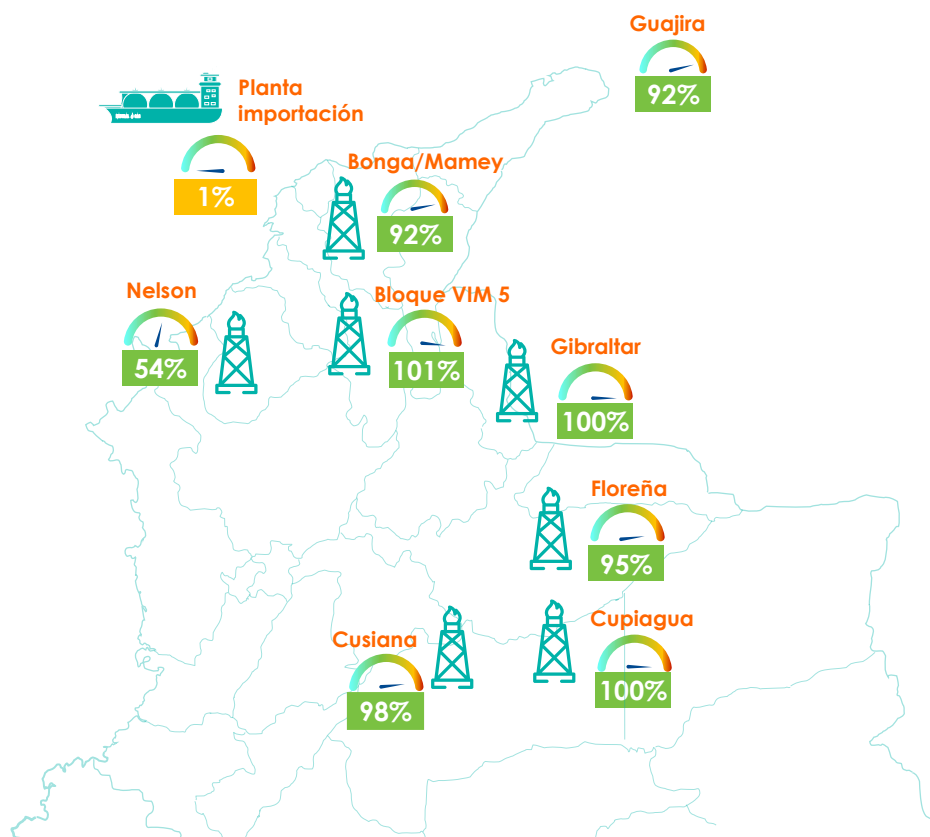 Guajira
92%
Planta
importación
1%
Bonga/Mamey
92%
Nelson
54%
Bloque VIM 5
101%
Gibraltar
100%
Floreña
95%
Cusiana
98%
Cupiagua
100%